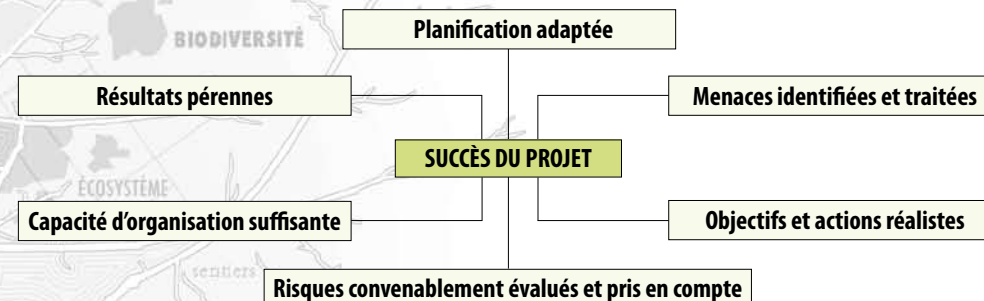 BIODIVERSITÉ
Planification adaptée
Résultats pérennes
Menaces identifiées et traitées
SUCCÈS DU PROJET
ÉCOSYSTÈME
Capacité d'organisation suffisante
Objectifs et actions réalistes
sentiers
Risques convenablement évalués et pris en compte